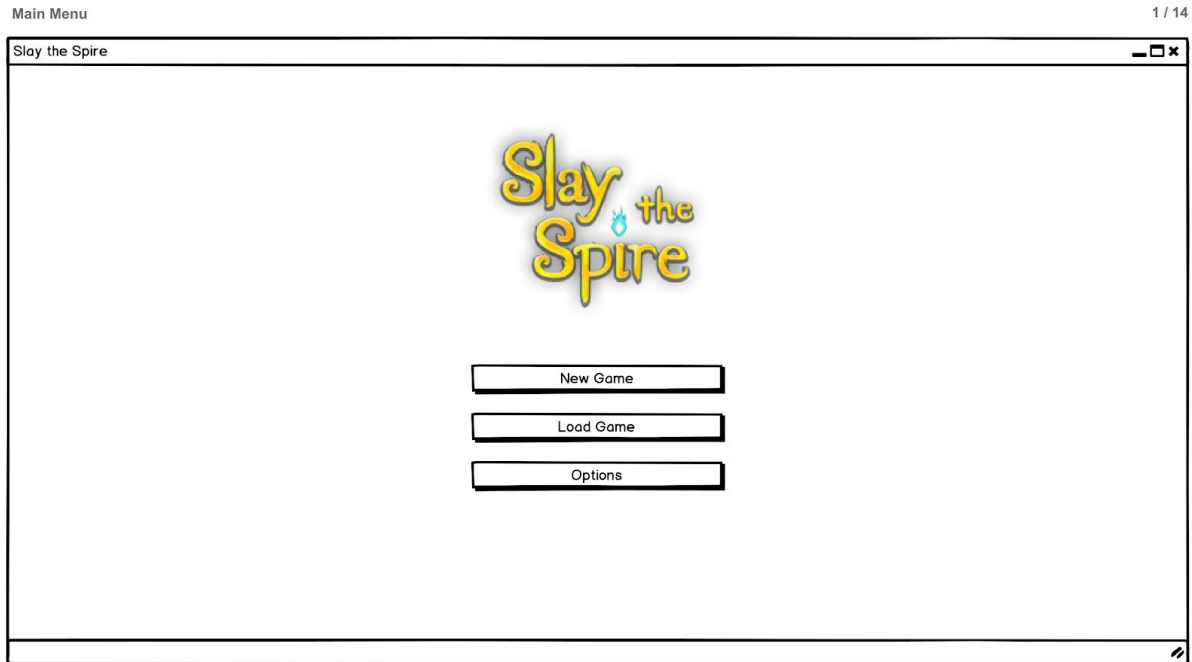 Main Menu
1 / 14
Slay the Spire
Slay the
Spire
New Game
Load Game
Options